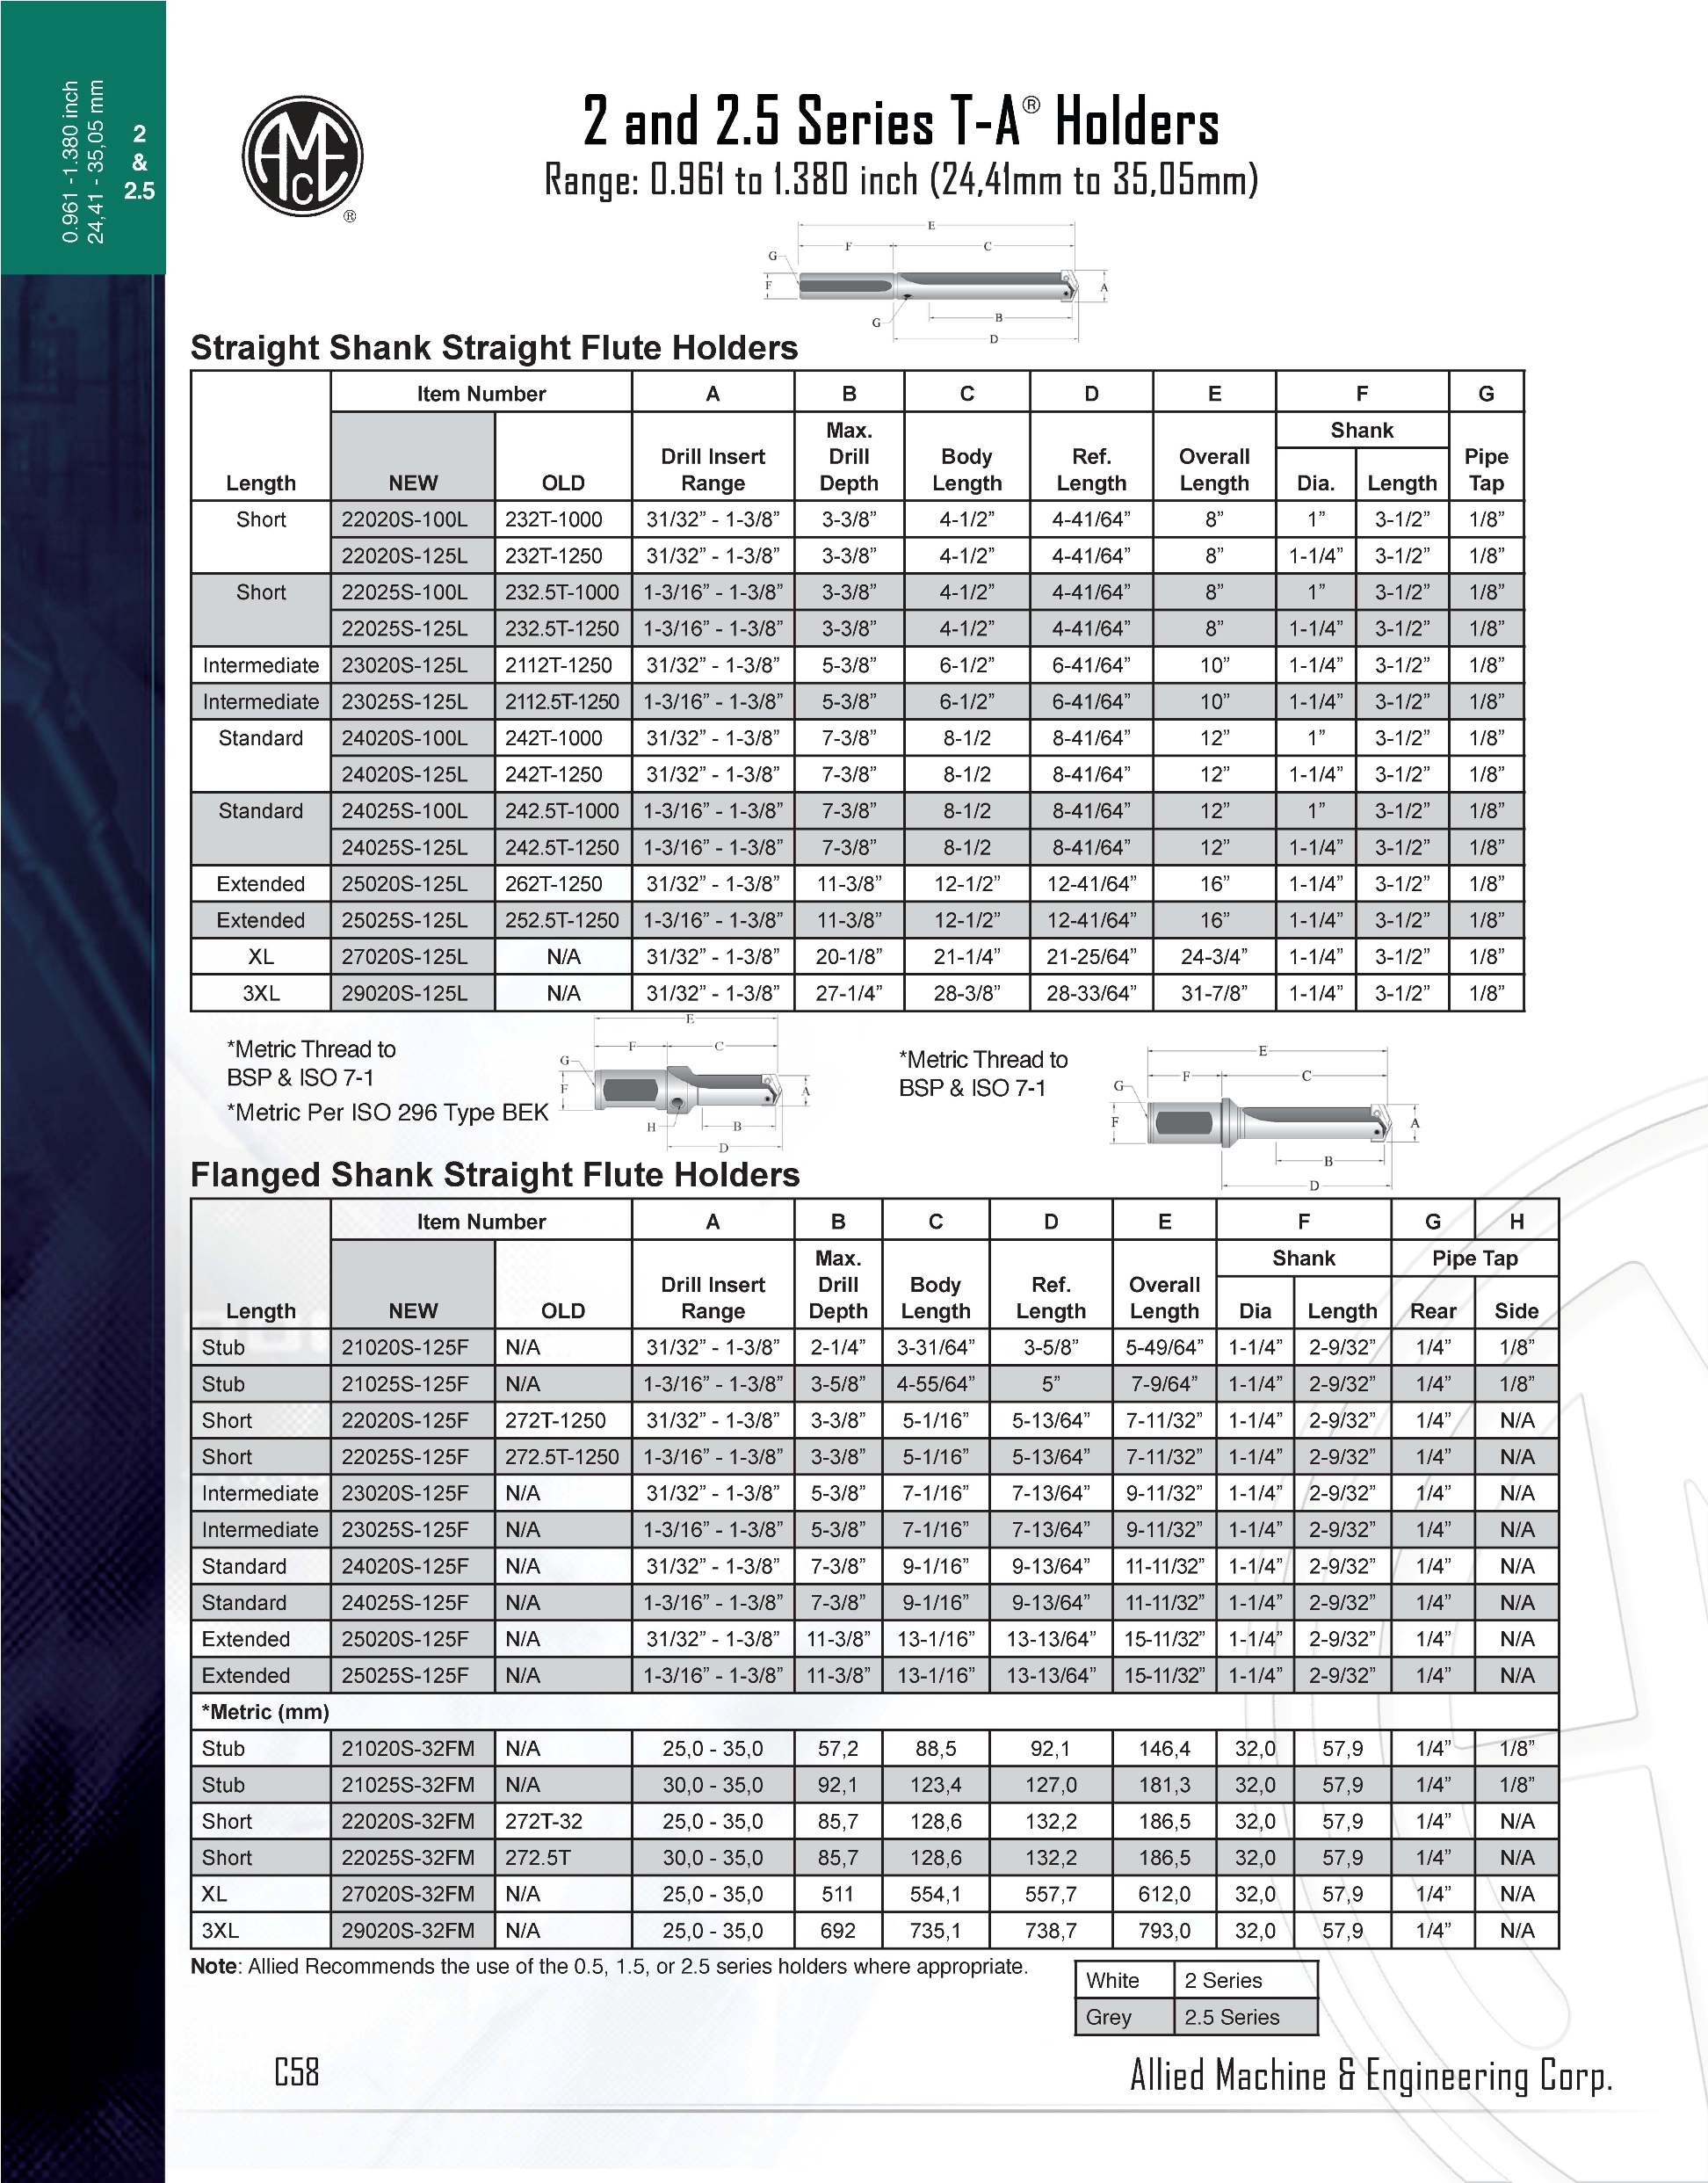 0.961 -1.380 inch
24,41 - 35,05 mm
2
&
2.5
AMEC
®
2 and 2.5 Series T-A® Holders
Range: 0.961 to 1.380 inch (24,41mm to 35,05mm)
E
F C
G
F A
G B
D
Straight Shank Straight Flute Holders
Item Number A B C D E F G
Length NEW OLD Drill Insert Range Max. Drill Depth Body Length Ref. Length Overall Length Shank Dia. Length Pipe Tap
Short 22020S-100L 232T-1000 31/32” - 1-3/8” 3-3/8” 4-1/2” 4-41/64” 8” 1” 3-1/2” 1/8”
22020S-125L 232T-1250 31/32” - 1-3/8” 3-3/8” 4-1/2” 4-41/64” 8” 1-1/4” 3-1/2” 1/8”
Short 22025S-100L 232.5T-1000 1-3/16” - 1-3/8” 3-3/8” 4-1/2” 4-41/64” 8” 1” 3-1/2” 1/8”
22025S-125L 232.5T-1250 1-3/16” - 1-3/8” 3-3/8” 4-1/2” 4-41/64” 8” 1-1/4” 3-1/2” 1/8”
Intermediate 23020S-125L 2112T-1250 31/32” - 1-3/8” 5-3/8” 6-1/2” 6-41/64” 10” 1-1/4” 3-1/2” 1/8”
Intermediate 23025S-125L 2112.5T-1250 1-3/16” - 1-3/8” 5-3/8” 6-1/2” 6-41/64” 10” 1-1/4” 3-1/2” 1/8”
Standard 24020S-100L 242T-1000 31/32” - 1-3/8” 7-3/8” 8-1/2 8-41/64” 12” 1” 3-1/2” 1/8”
24020S-125L 242T-1250 31/32” - 1-3/8” 7-3/8” 8-1/2 8-41/64” 12” 1-1/4” 3-1/2” 1/8”
Standard 24025S-100L 242.5T-1000 1-3/16” - 1-3/8” 7-3/8” 8-1/2 8-41/64” 12” 1” 3-1/2” 1/8”
24025S-125L 242.5T-1250 1-3/16” - 1-3/8” 7-3/8” 8-1/2 8-41/64” 12” 1-1/4” 3-1/2” 1/8”
Extended 25020S-125L 262T-1250 31/32” - 1-3/8” 11-3/8” 12-1/2” 12-41/64” 16” 1-1/4” 3-1/2” 1/8”
Extended 25025S-125L 252.5T-1250 1-3/16” - 1-3/8” 11-3/8” 12-1/2” 12-41/64” 16” 1-1/4” 3-1/2” 1/8”
XL 27020S-125L N/A 31/32” - 1-3/8” 20-1/8” 21-1/4” 21-25/64” 24-3/4” 1-1/4” 3-1/2” 1/8”
3XL 29020S-125L N/A 31/32” - 1-3/8” 27-1/4” 28-3/8” 28-33/64” 31-7/8” 1-1/4” 3-1/2” 1/8”
*Metric Thread to
BSP & ISO 7-1
*Metric Per ISO 296 Type BEK
E
F C
G
F A
H B
D
*Metric Thread to
BSP & ISO 7-1
E
F C
G
F A
B
D
Flanged Shank Straight Flute Holders
Item Number A B C D E F G H
Length NEW OLD Drill Insert Range Max. Drill Depth Body Length Ref. Length Overall Length Shank Dia Length Pipe Tap Rear Side
Stub 21020S-125F N/A 31/32” - 1-3/8” 2-1/4” 3-31/64” 3-5/8” 5-49/64” 1-1/4” 2-9/32” 1/4” 1/8”
Stub 21025S-125F N/A 1-3/16” - 1-3/8” 3-5/8” 4-55/64” 5” 7-9/64” 1-1/4” 2-9/32” 1/4” 1/8”
Short 22020S-125F 272T-1250 31/32” - 1-3/8” 3-3/8” 5-1/16” 5-13/64” 7-11/32” 1-1/4” 2-9/32” 1/4” N/A
Short 22025S-125F 272.5T-1250 1-3/16” - 1-3/8” 3-3/8” 5-1/16” 5-13/64” 7-11/32” 1-1/4” 2-9/32” 1/4” N/A
Intermediate 23020S-125F N/A 31/32” - 1-3/8” 5-3/8” 7-1/16” 7-13/64” 9-11/32” 1-1/4” 2-9/32” 1/4” N/A
Intermediate 23025S-125F N/A 1-3/16” - 1-3/8” 5-3/8” 7-1/16” 7-13/64” 9-11/32” 1-1/4” 2-9/32” 1/4” N/A
Standard 24020S-125F N/A 31/32” - 1-3/8” 7-3/8” 9-1/16” 9-13/64” 11-11/32” 1-1/4” 2-9/32” 1/4” N/A
Standard 24025S-125F N/A 1-3/16” - 1-3/8” 7-3/8” 9-1/16” 9-13/64” 11-11/32” 1-1/4” 2-9/32” 1/4” N/A
Extended 25020S-125F N/A 31/32” - 1-3/8” 11-3/8” 13-1/16” 13-13/64” 15-11/32” 1-1/4” 2-9/32” 1/4” N/A
Extended 25025S-125F N/A 1-3/16” - 1-3/8” 11-3/8” 13-1/16” 13-13/64” 15-11/32” 1-1/4” 2-9/32” 1/4” N/A
*Metric (mm)
Stub 21020S-32FM N/A 25,0 - 35,0 57,2 88,5 92,1 146,4 32,0 57,9 1/4” 1/8”
Stub 21025S-32FM N/A 30,0 - 35,0 92,1 123,4 127,0 181,3 32,0 57,9 1/4” 1/8”
Short 22020S-32FM 272T-32 25,0 - 35,0 85,7 128,6 132,2 186,5 32,0 57,9 1/4” N/A
Short 22025S-32FM 272.5T 30,0 - 35,0 85,7 128,6 132,2 186,5 32,0 57,9 1/4” N/A
XL 27020S-32FM N/A 25,0 - 35,0 511 554,1 557,7 612,0 32,0 57,9 1/4” N/A
3XL 29020S-32FM N/A 25,0 - 35,0 692 735,1 738,7 793,0 32,0 57,9 1/4” N/A
Note: Allied Recommends the use of the 0.5, 1.5, or 2.5 series holders where appropriate.
White 2 Series
Grey 2.5 Series
C58
Allied Machine & Engineering Corp.